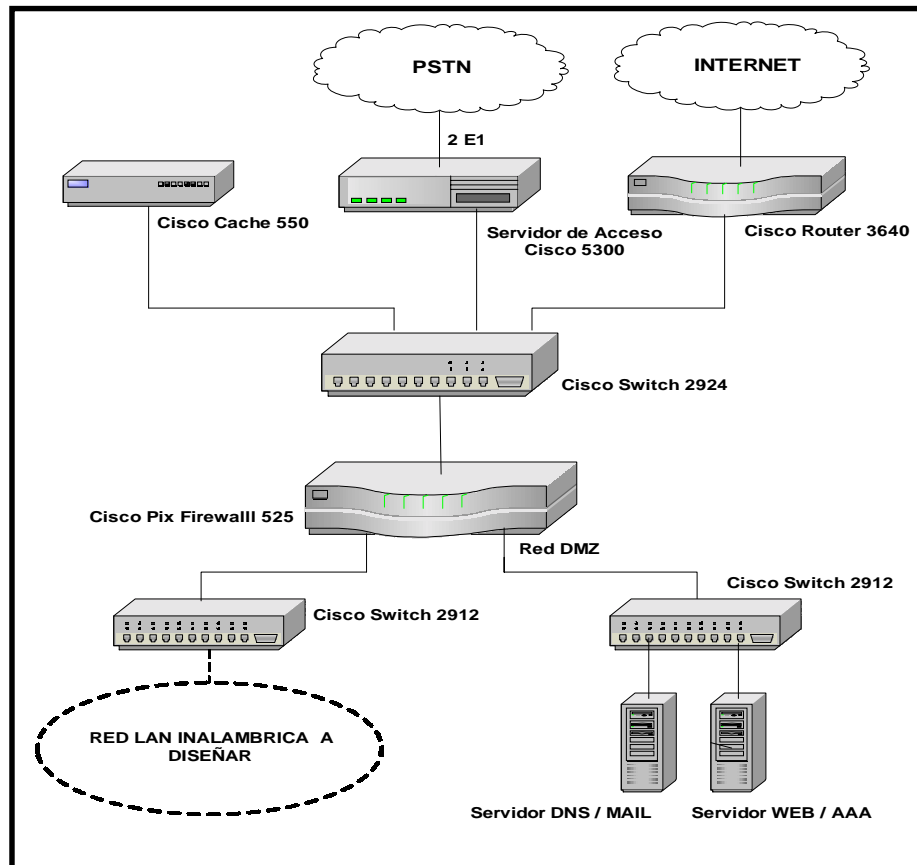 PSTN
INTERNET
2 E1
Cisco Cache 550
Servidor de Acceso
Cisco 5300
Cisco Router 3640
Cisco Switch 2924
Cisco Pix Firewalll 525
Red DMZ
Cisco Switch 2912
Cisco Switch 2912
RED LAN INALAMBRICA A
DISEÑAR
Servidor DNS / MAIL
Servidor WEB / AAA